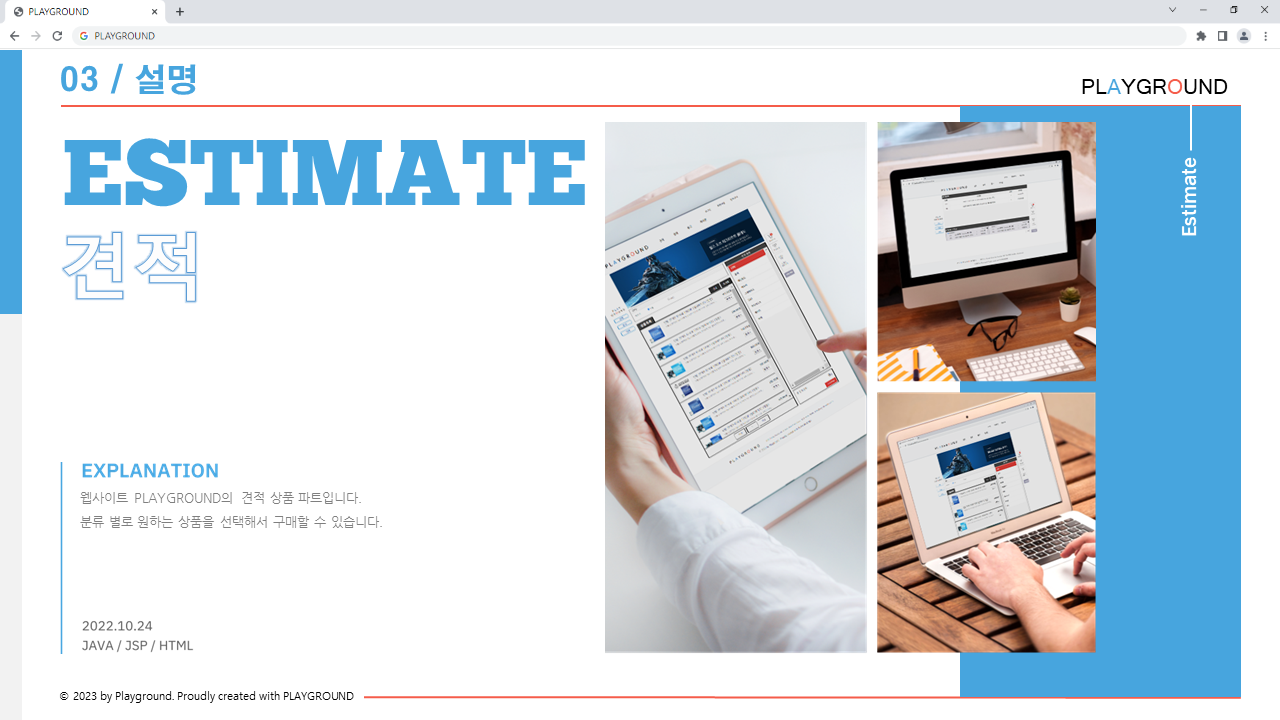 PLAYGROUND
PLAYGROUND
03 / 설명
PLAYGROUND
ESTIMATE
견적
Estimate
EXPLANATION
웹사이트 PLAYGROUND의 견적 상품 파트입니다.
분류 별로 원하는 상품을 선택해서 구매할 수 있습니다.
2022.10.24
JAVA / JSP / HTML
© 2023 by Playground. Proudly created with PLAYGROUND
PLAYGROUND